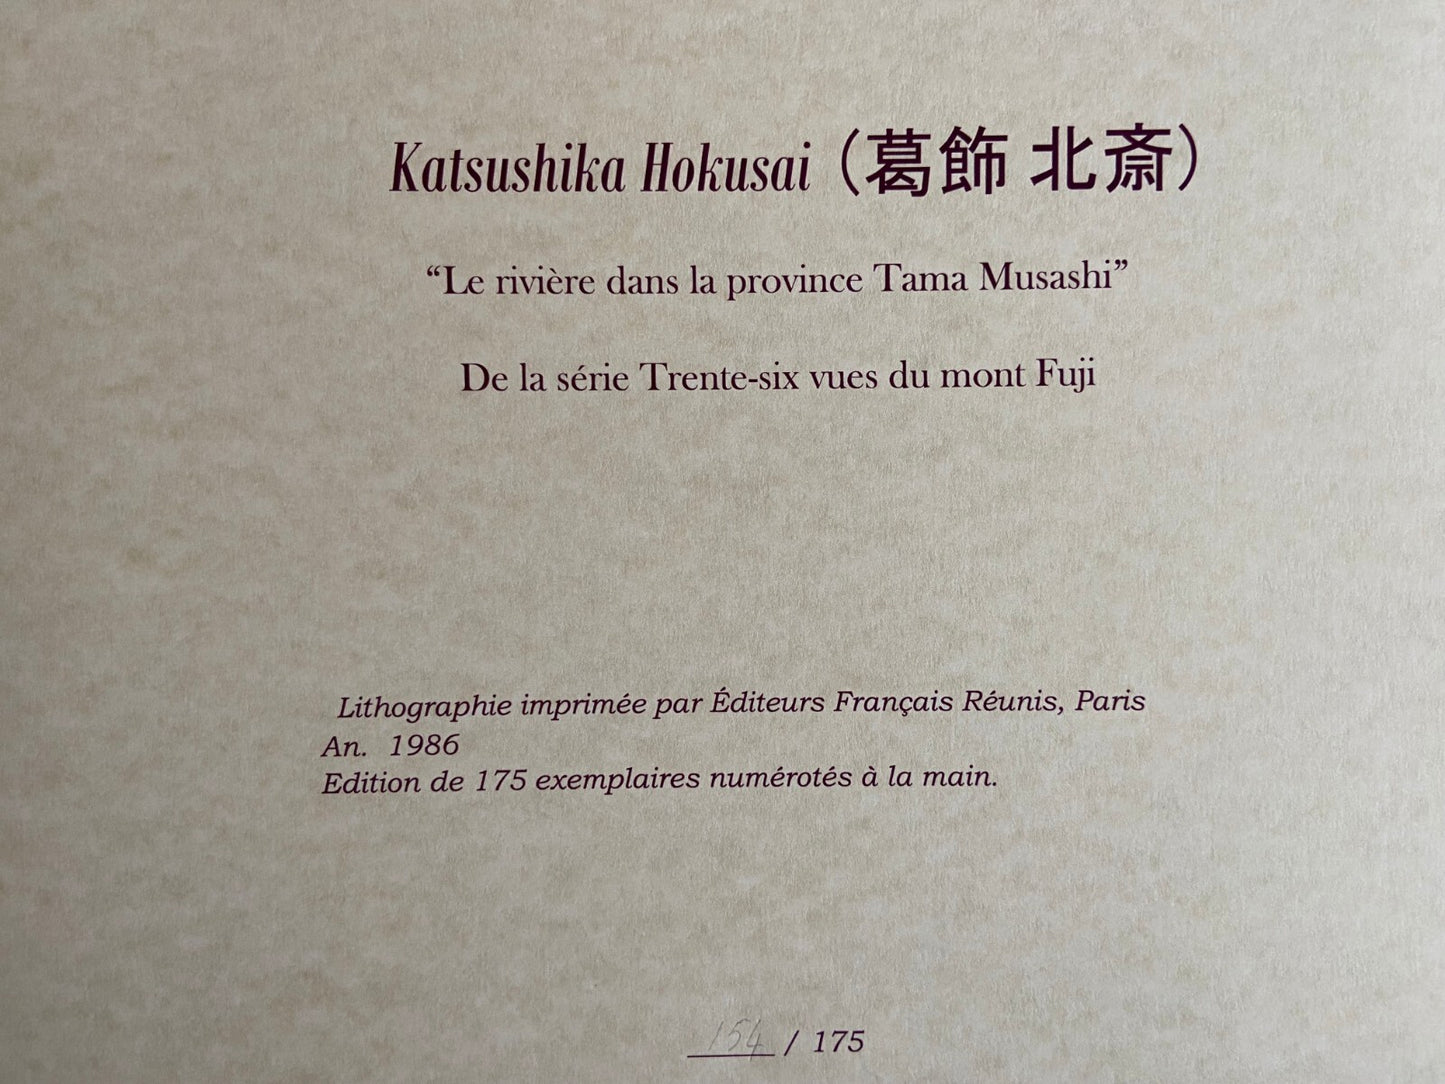 Katsushika Hokusai (葛飾 北斎)
“Le rivière dans la province Tama Musashi”
De la série Trente-six vues du mont Fuji
Lithographie imprimée par Éditeurs Français Réunis, Paris
An. 1986
Edition de 175 exemplaires numérotés à la main.
154 / 175